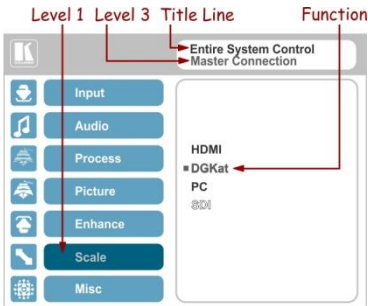 Level 1 Level 3 Title Line Function
Entire System Control
Master Connection
Input
Audio
Process
Picture
Enhance
Scale
Misc
HDMI
DGKat
PC
SDI